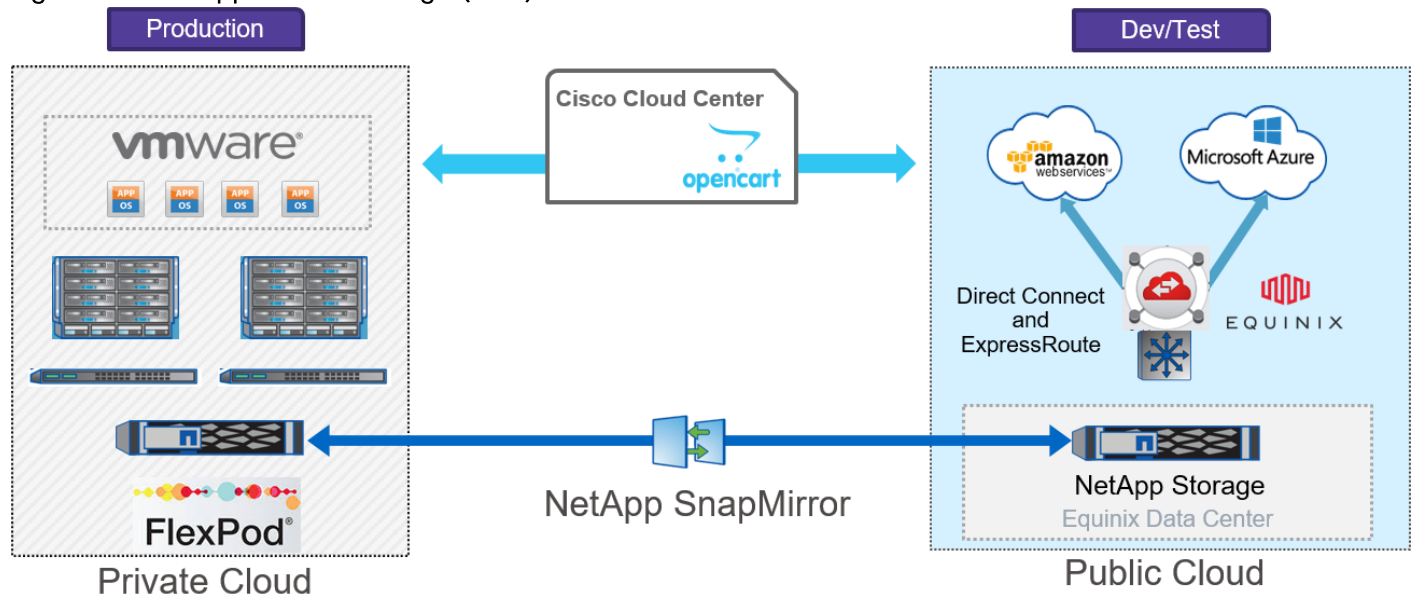 Production
Dev/Test
vmware®
APP OS APP OS APP OS APP OS
Cisco Cloud Center
opencart
amazon
webservices™
Microsoft Azure
Direct Connect
and
ExpressRoute
EQUINIX
NetApp SnapMirror
NetApp Storage
Equinix Data Center
FlexPod®
Private Cloud
Public Cloud